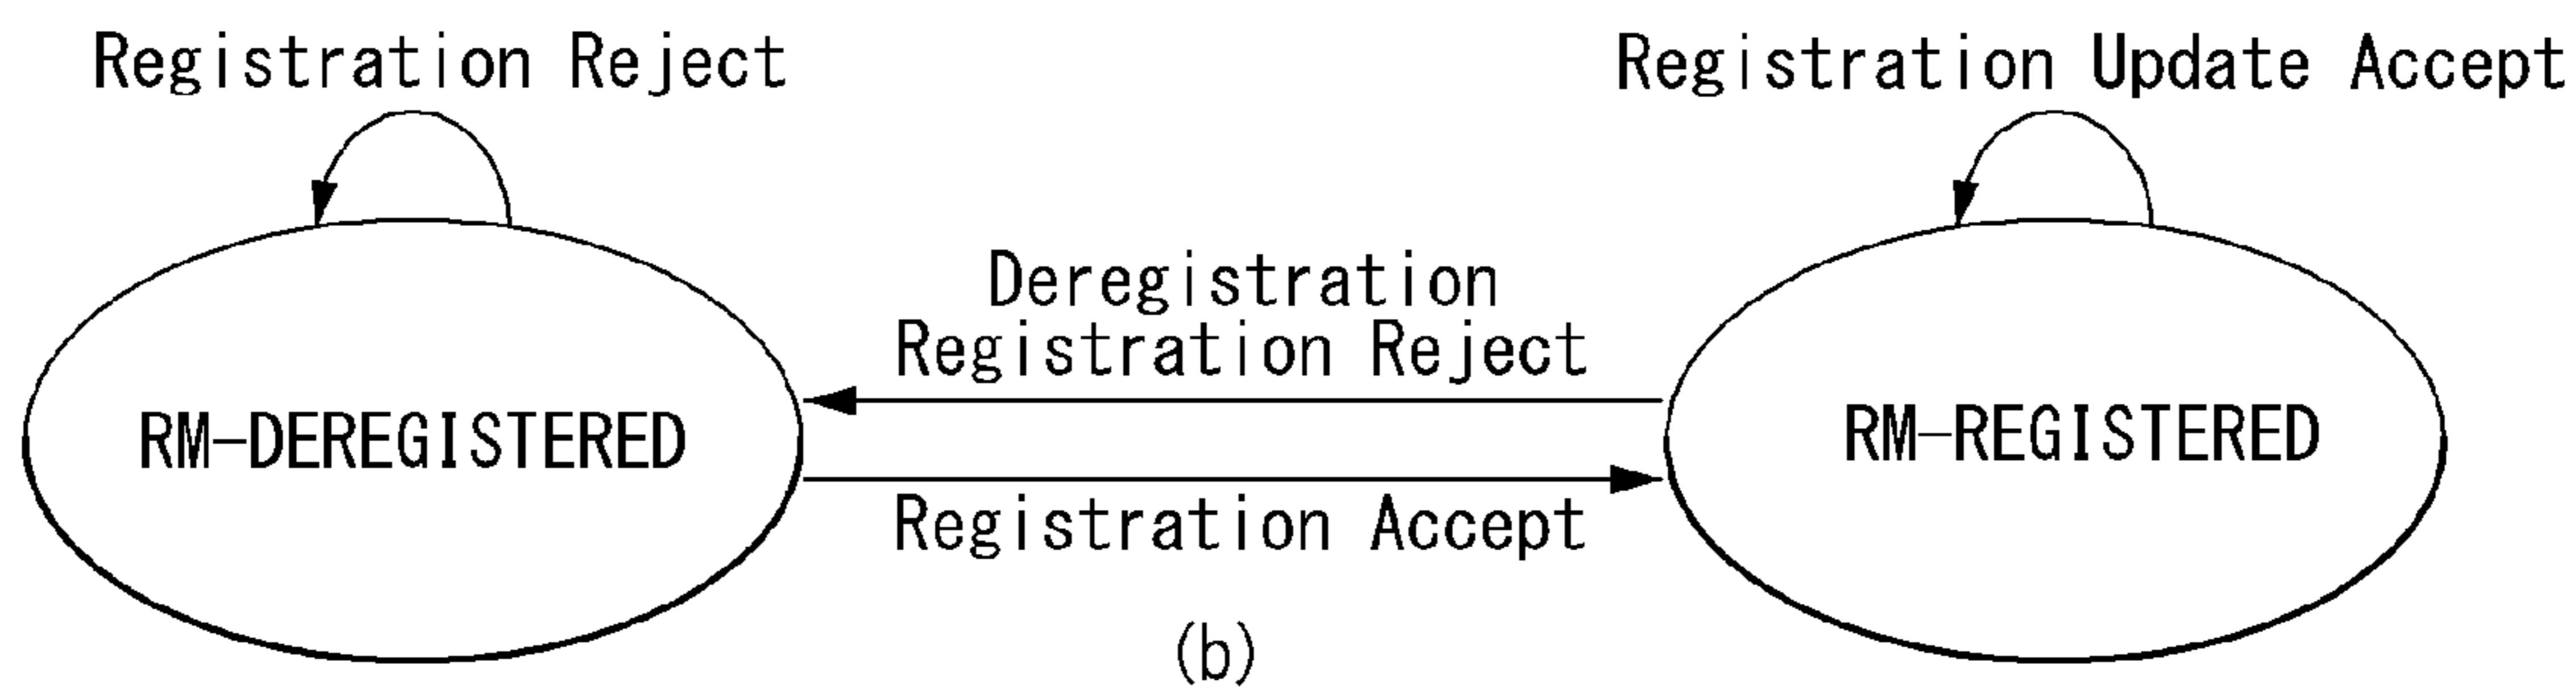 Registration Reject
Registration Update Accept
Deregistration
Registration Reject
RM-DEREGISTERED
RM-REGISTERED
Registration Accept
(b)